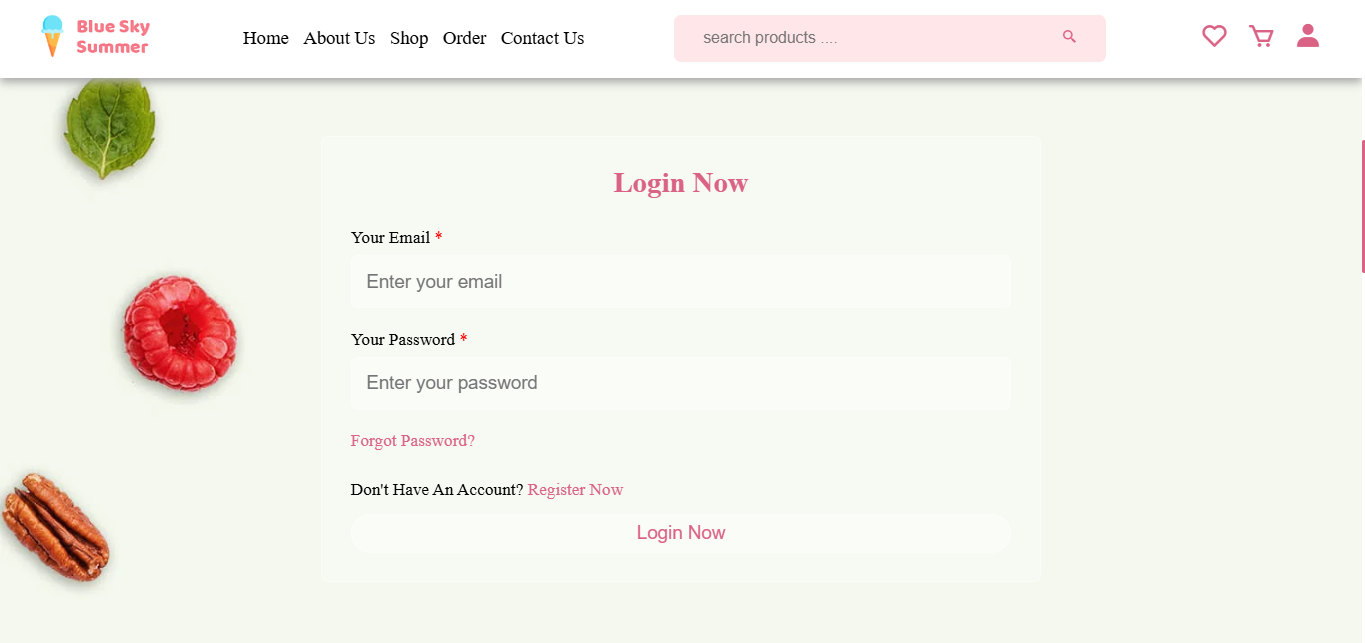 Blue Sky
Summer
Home About Us Shop Order Contact Us
search products ....
Login Now
Your Email *
Enter your email
Your Password *
Enter your password
Forgot Password?
Don't Have An Account? Register Now
Login Now